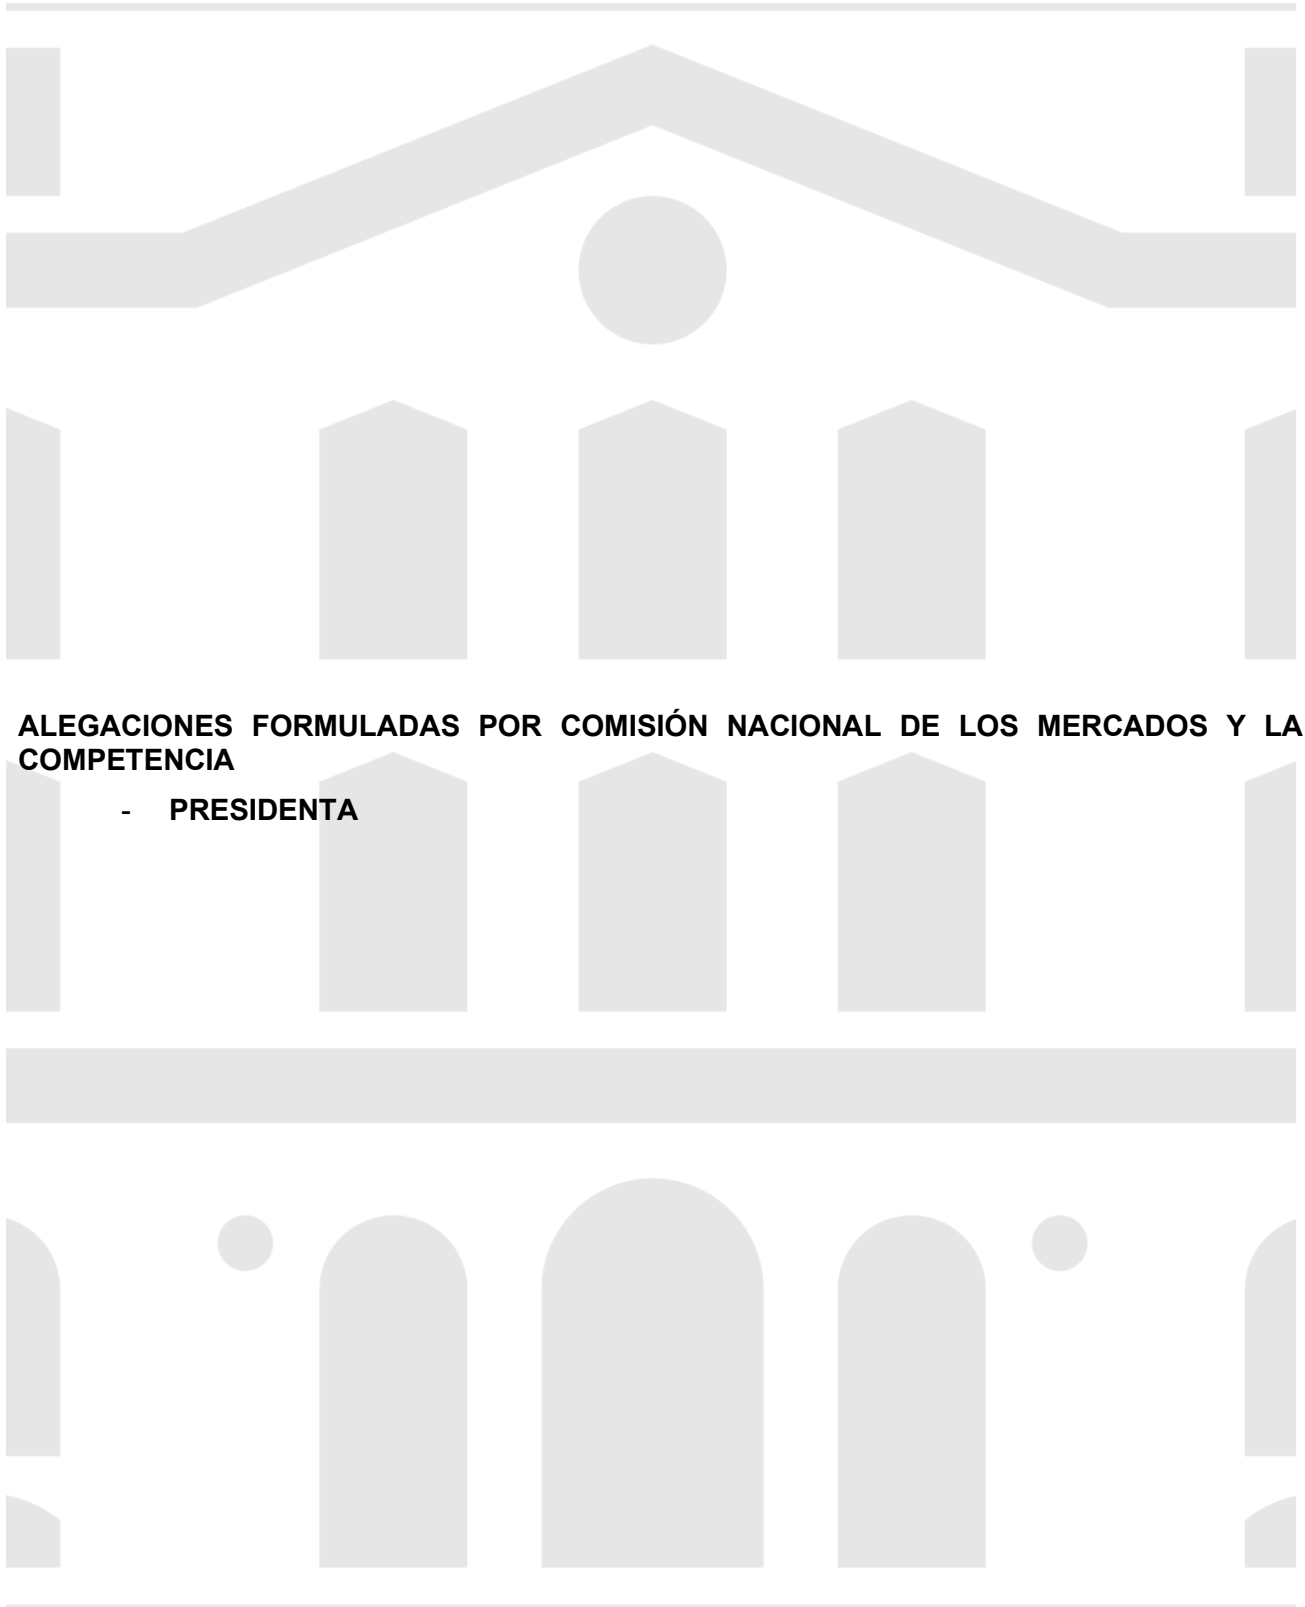 ALEGACIONES FORMULADAS POR COMISIÓN NACIONAL DE LOS MERCADOS Y LA
COMPETENCIA
- PRESIDENTA